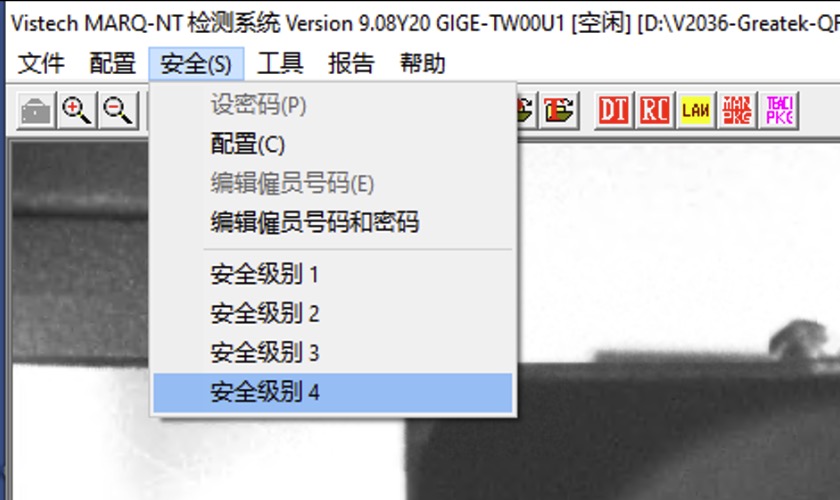 Vistech MARQ-NT 检测系统 Version 9.08Y20 GIGE-TW00U1 [空闲] [D:\V2036-Greatek-QF
文件 配置 安全(S) 工具 报告 帮助
设密码(P)
DT RC LAW MAR PKG TEACH PKG
配置(C)
编辑雇员号码(E)
编辑雇员号码和密码
安全级别 1
安全级别 2
安全级别 3
安全级别 4